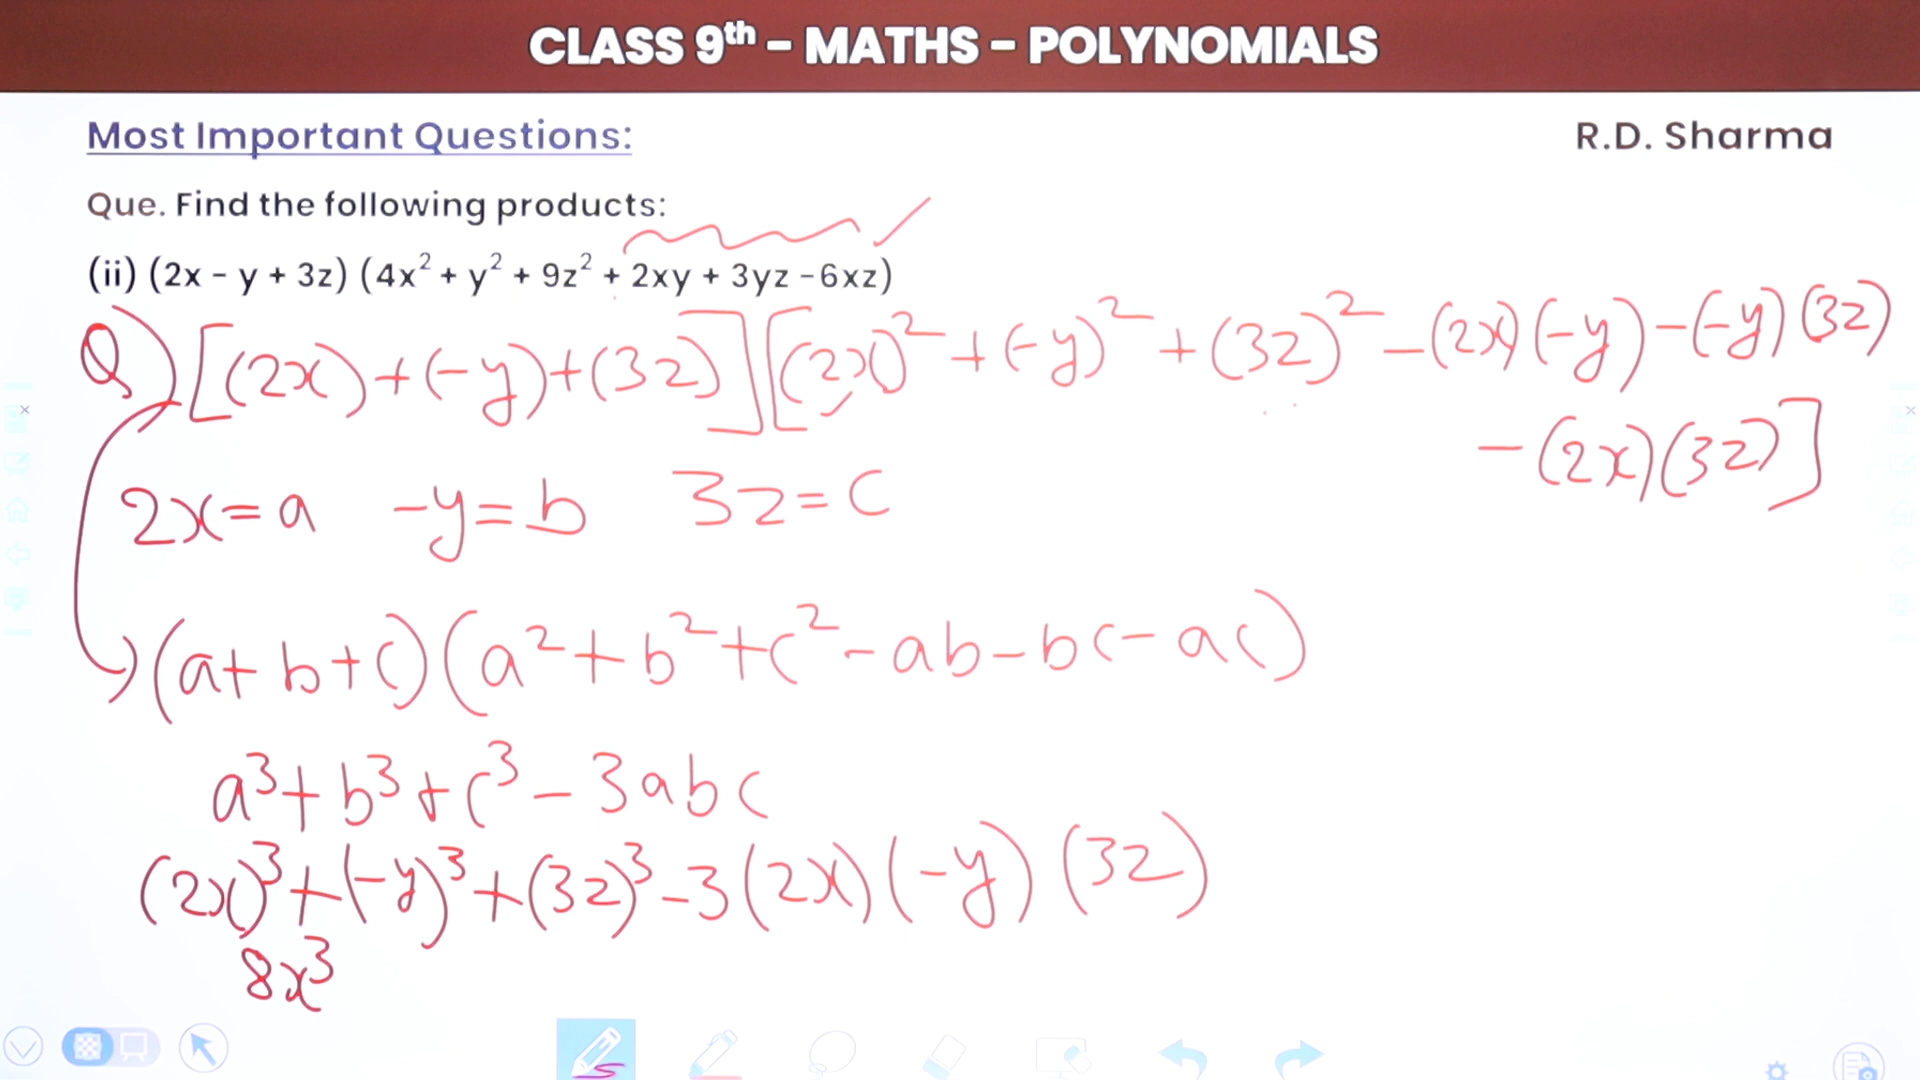 CLASS 9th – MATHS – POLYNOMIALS
Most Important Questions:
R.D. Sharma
Que. Find the following products:
(ii) (2x - y + 3z) (4x² + y² + 9z² + 2xy + 3yz - 6xz)
Q) [(2x)+(-y)+(3z)][(2x)²+(-y)²+(3z)²-(2x)(-y)-(-y)(3z)
-(2x)(3z)]
2x=a -y=b 3z=c
(a+b+c)(a²+b²+c²-ab-bc-ac)
a³+b³+c³-3abc
(2x)³+(-y)³+(3z)³-3(2x)(-y)(3z)
8x³